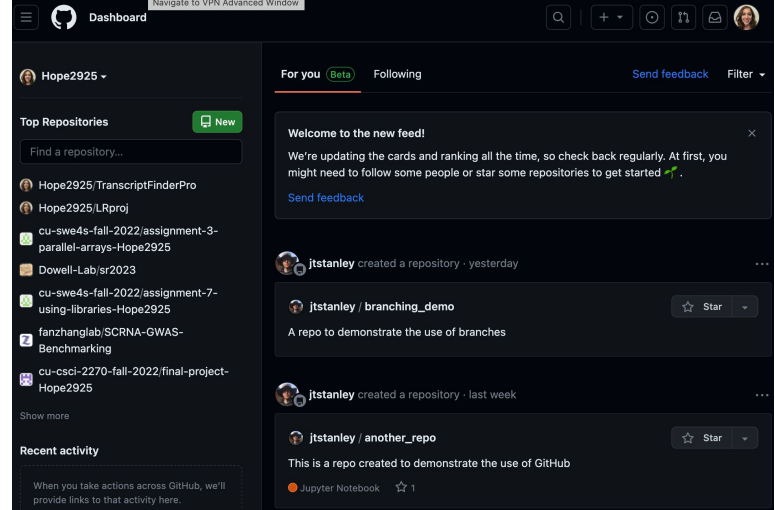 Navigate to VPN Advanced Window
Dashboard
Hope2925
Top Repositories
New
Find a repository...
Hope2925/TranscriptFinderPro
Hope2925/LRproj
cu-swe4s-fall-2022/assignment-3-
parallel-arrays-Hope2925
Dowell-Lab/sr2023
cu-swe4s-fall-2022/assignment-7-
using-libraries-Hope2925
fanzhanglab/SCRNA-GWAS-
Benchmarking
cu-csci-2270-fall-2022/final-project-
Hope2925
Show more
Recent activity
When you take actions across GitHub, we'll
provide links to that activity here.
For you Beta Following Send feedback Filter
Welcome to the new feed!
We're updating the cards and ranking all the time, so check back regularly. At first, you
might need to follow some people or star some repositories to get started 🌱 .
Send feedback
jtstanley created a repository · yesterday
jtstanley / branching_demo
Star
A repo to demonstrate the use of branches
jtstanley created a repository · last week
jtstanley / another_repo
Star
This is a repo created to demonstrate the use of GitHub
Jupyter Notebook 1